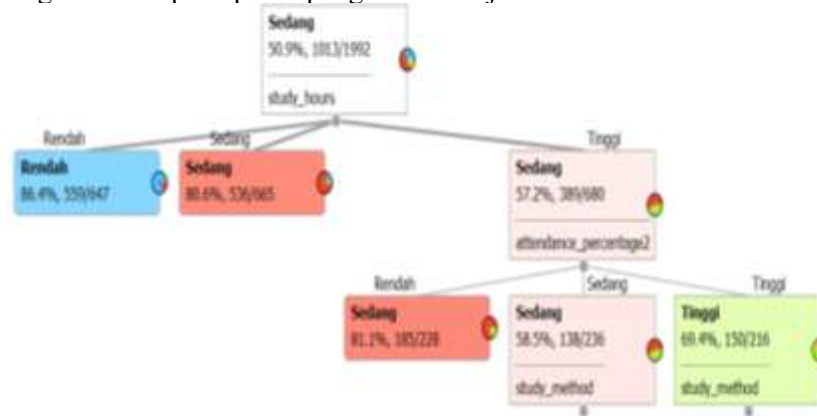 Sedang
50.9%, 1013/1992
study_hours
Rendah
Sedang
Tinggi
Rendah
86.4%, 559/647
Sedang
80.6%, 536/665
Sedang
57.2%, 389/680
attendance_percentage2
Rendah
Sedang
Tinggi
Sedang
81.1%, 185/228
Sedang
58.5%, 138/236
study_method
Tinggi
69.4%, 150/216
study_method